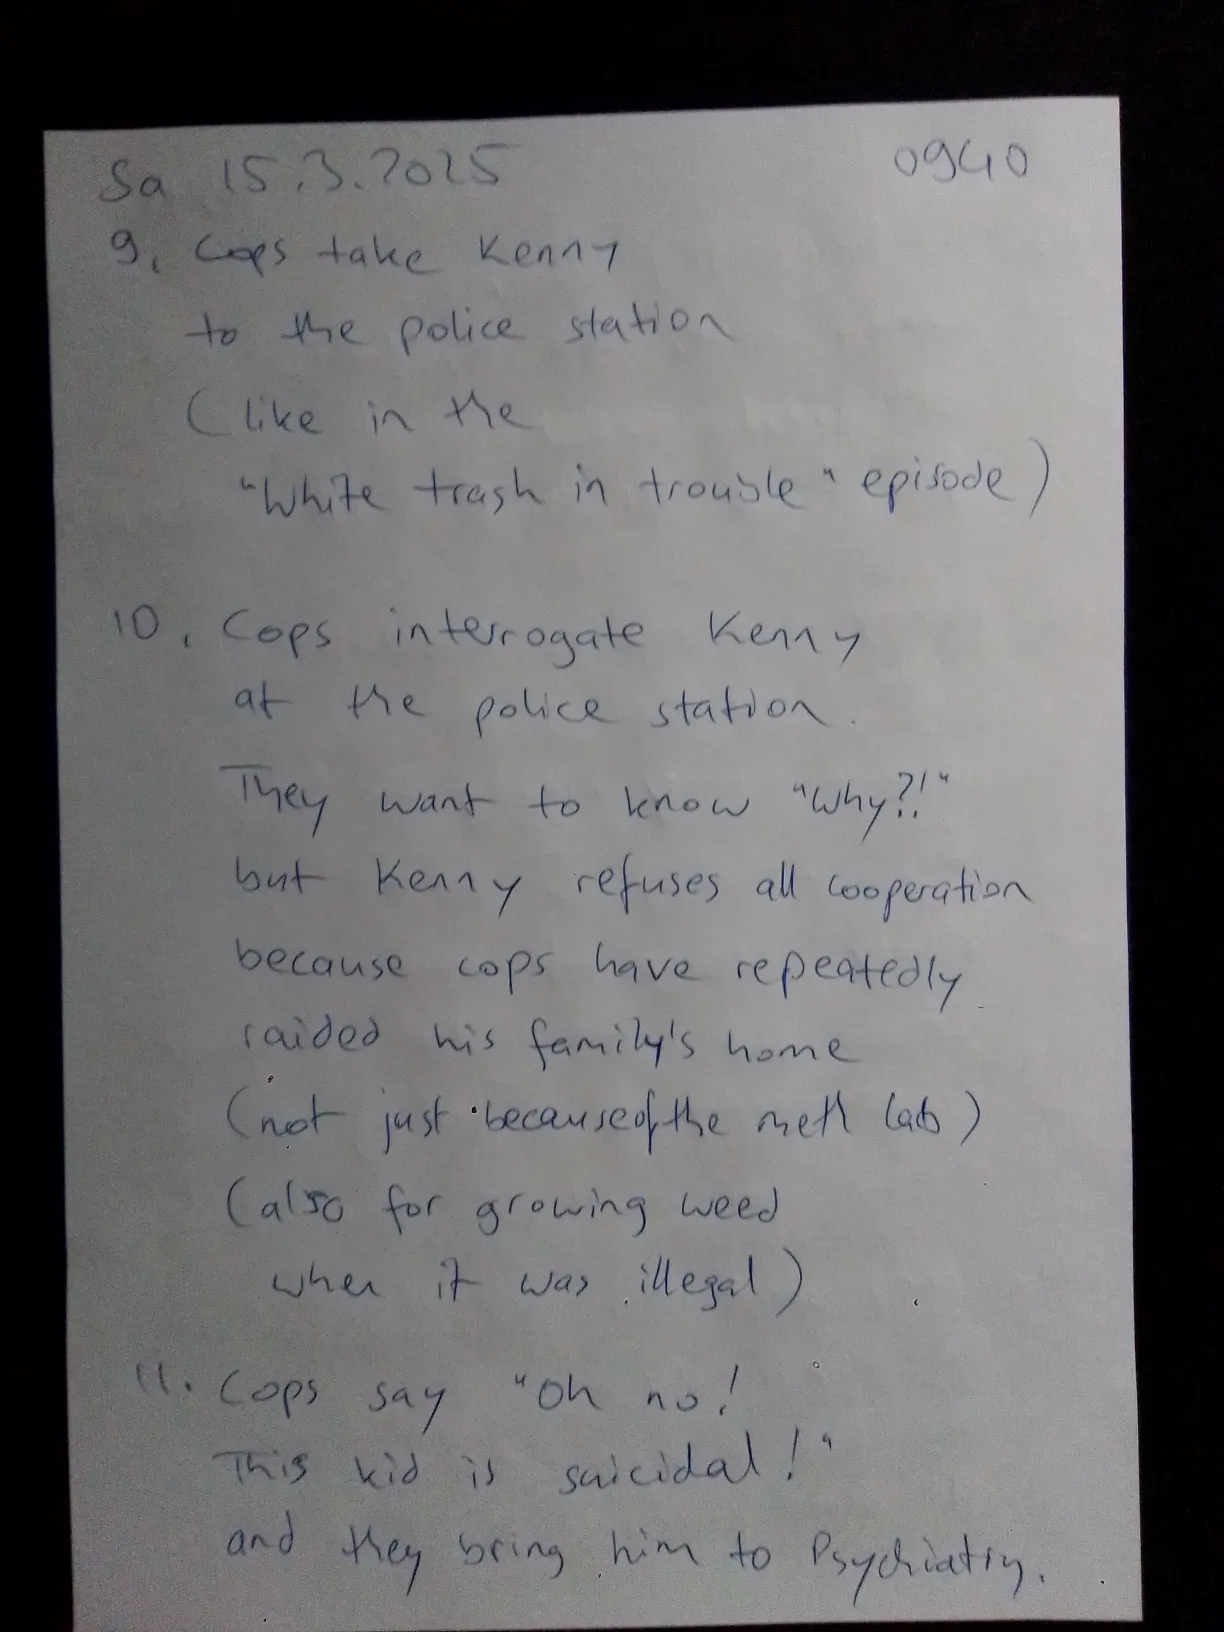 Sa 15.3.2025 0940
9. Cops take Kenny
to the police station
(like in the
"White trash in trouble" episode)
10. Cops interrogate Kenny
at the police station.
They want to know "Why?!"
but Kenny refuses all cooperation
because cops have repeatedly
raided his family's home
(not just because of the meth lab)
(also for growing weed
when it was illegal)
11. Cops say "Oh no!
This kid is suicidal!"
and they bring him to Psychiatry.